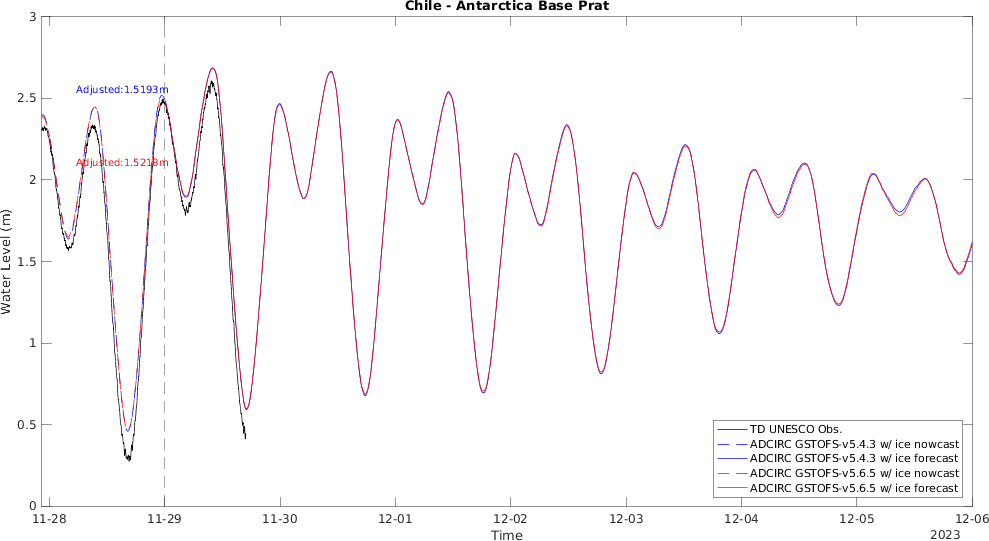 Chile - Antarctica Base Prat
3
2.5
2
1.5
1
0.5
0
Water Level (m)
Adjusted:1.5193m
Adjusted:1.5213m
TD UNESCO Obs.
ADCIRC GSTOFS-v5.4.3 w/ ice nowcast
ADCIRC GSTOFS-v5.4.3 w/ ice forecast
ADCIRC GSTOFS-v5.6.5 w/ ice nowcast
ADCIRC GSTOFS-v5.6.5 w/ ice forecast
11-28 11-29 11-30 12-01 12-02 12-03 12-04 12-05 12-06
Time
2023